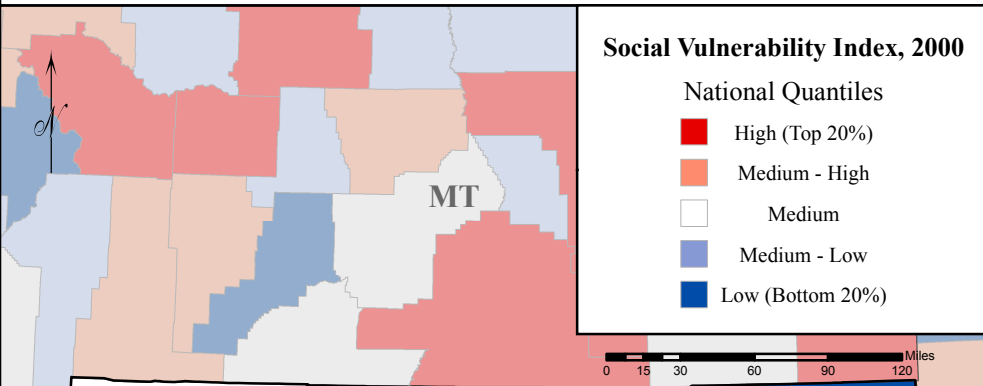 N
MT
Social Vulnerability Index, 2000
National Quantiles
High (Top 20%)
Medium - High
Medium
Medium - Low
Low (Bottom 20%)
Miles
0 15 30 60 90 120